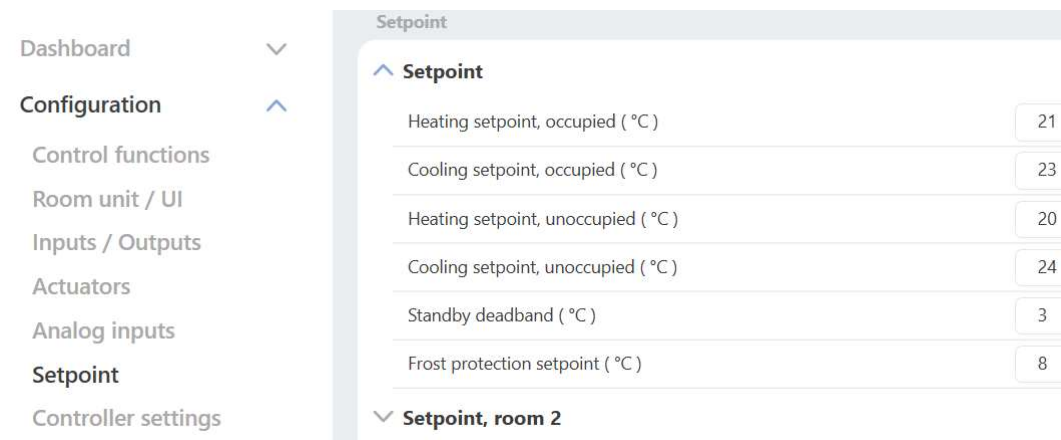 Dashboard
Configuration
Control functions
Room unit / UI
Inputs / Outputs
Actuators
Analog inputs
Setpoint
Controller settings
Setpoint
Setpoint
Heating setpoint, occupied ( °C ) 21
Cooling setpoint, occupied ( °C ) 23
Heating setpoint, unoccupied ( °C ) 20
Cooling setpoint, unoccupied ( °C ) 24
Standby deadband ( °C ) 3
Frost protection setpoint ( °C ) 8
Setpoint, room 2